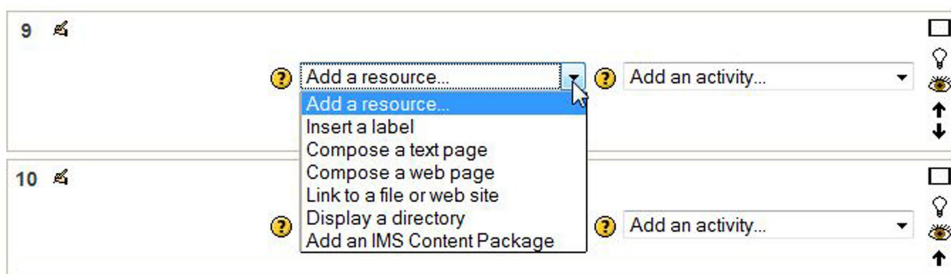 9
? Add a resource... ? Add an activity...
Add a resource...
Insert a label
Compose a text page
Compose a web page
Link to a file or web site
Display a directory
Add an IMS Content Package
10
? ? Add an activity...